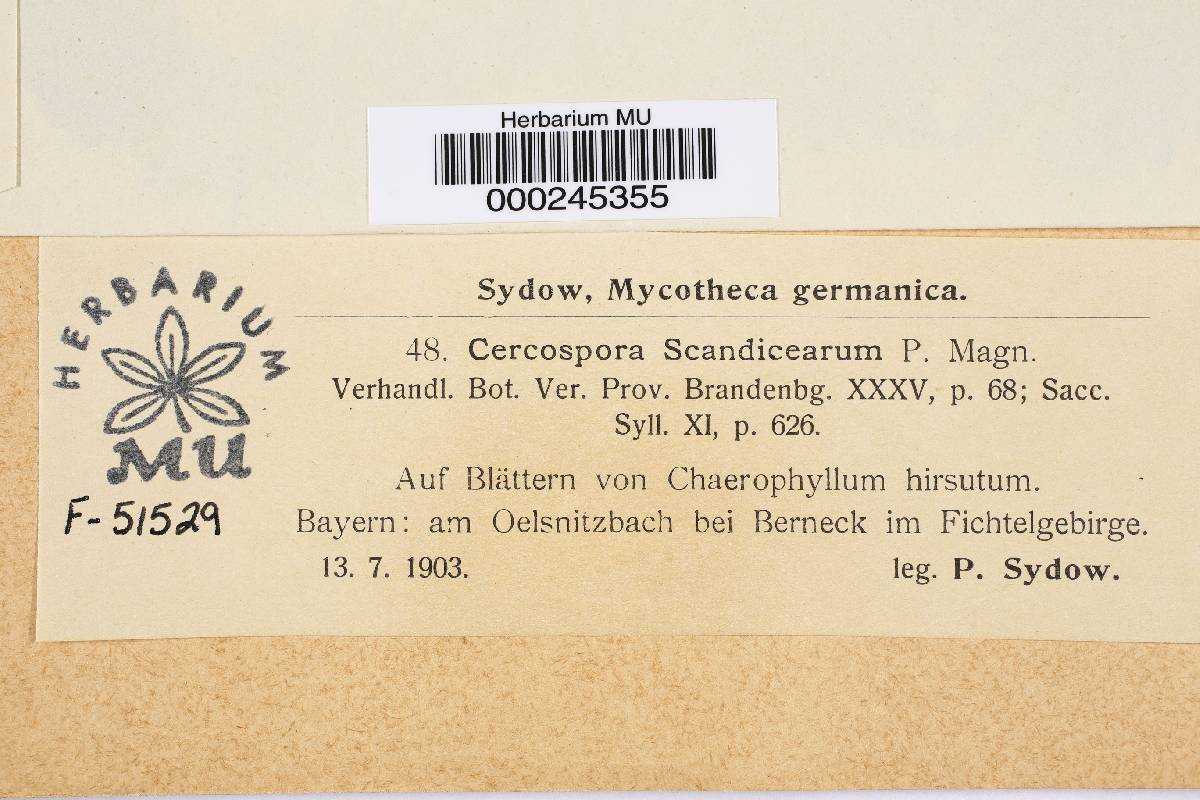 Herbarium MU
000245355
HERBARIUM
MU
F-51529
Sydow, Mycotheca germanica.
48. Cercospora Scandicearum P. Magn.
Verhandl. Bot. Ver. Prov. Brandenbg. XXXV, p. 68; Sacc.
Syll. XI, p. 626.
Auf Blättern von Chaerophyllum hirsutum.
Bayern: am Oelsnitzbach bei Berneck im Fichtelgebirge.
13. 7. 1903. leg. P. Sydow.